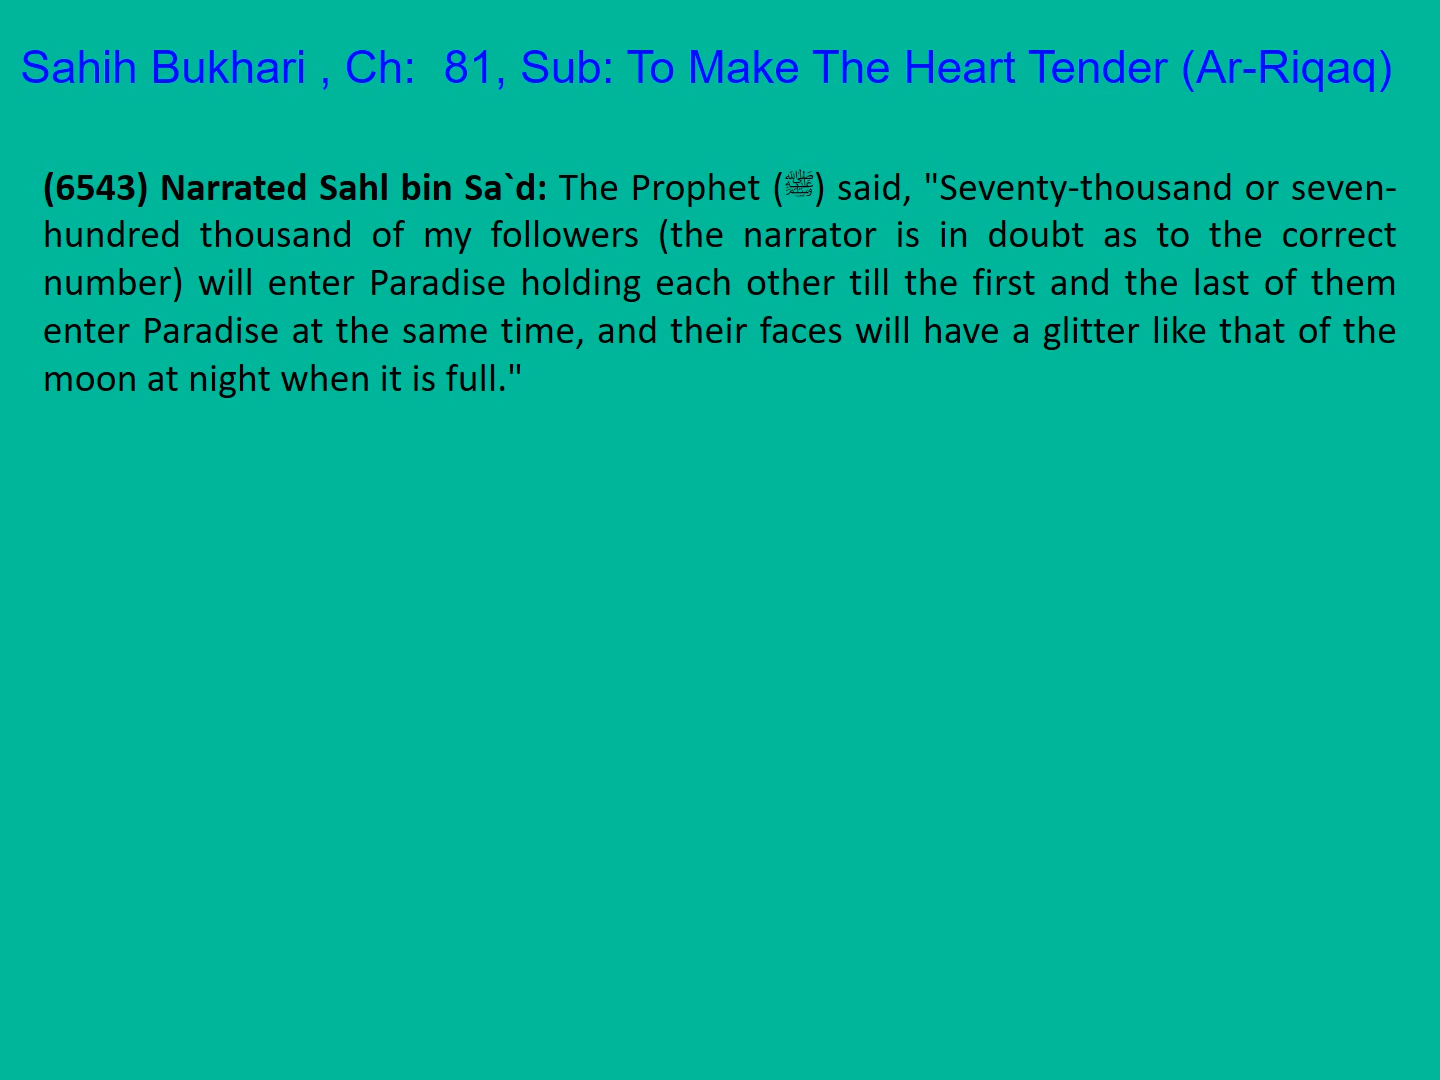 Sahih Bukhari , Ch:  81, Sub: To Make The Heart Tender (Ar-Riqaq)
(6543) Narrated Sahl bin Sa`d: The Prophet (ﷺ) said, "Seventy-thousand or seven-
hundred thousand of my followers (the narrator is in doubt as to the correct
number) will enter Paradise holding each other till the first and the last of them
enter Paradise at the same time, and their faces will have a glitter like that of the
moon at night when it is full."